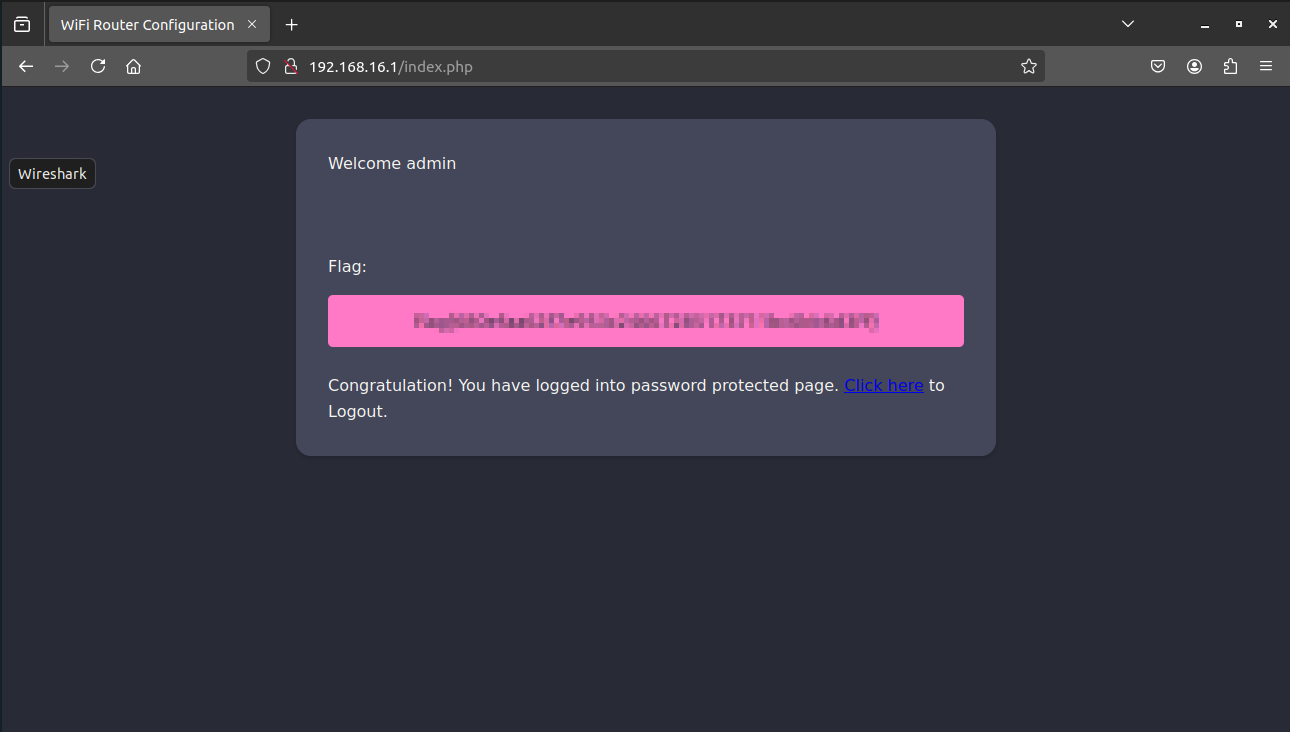 WiFi Router Configuration
192.168.16.1/index.php
Wireshark
Welcome admin
Flag:
Congratulation! You have logged into password protected page. Click here to
Logout.